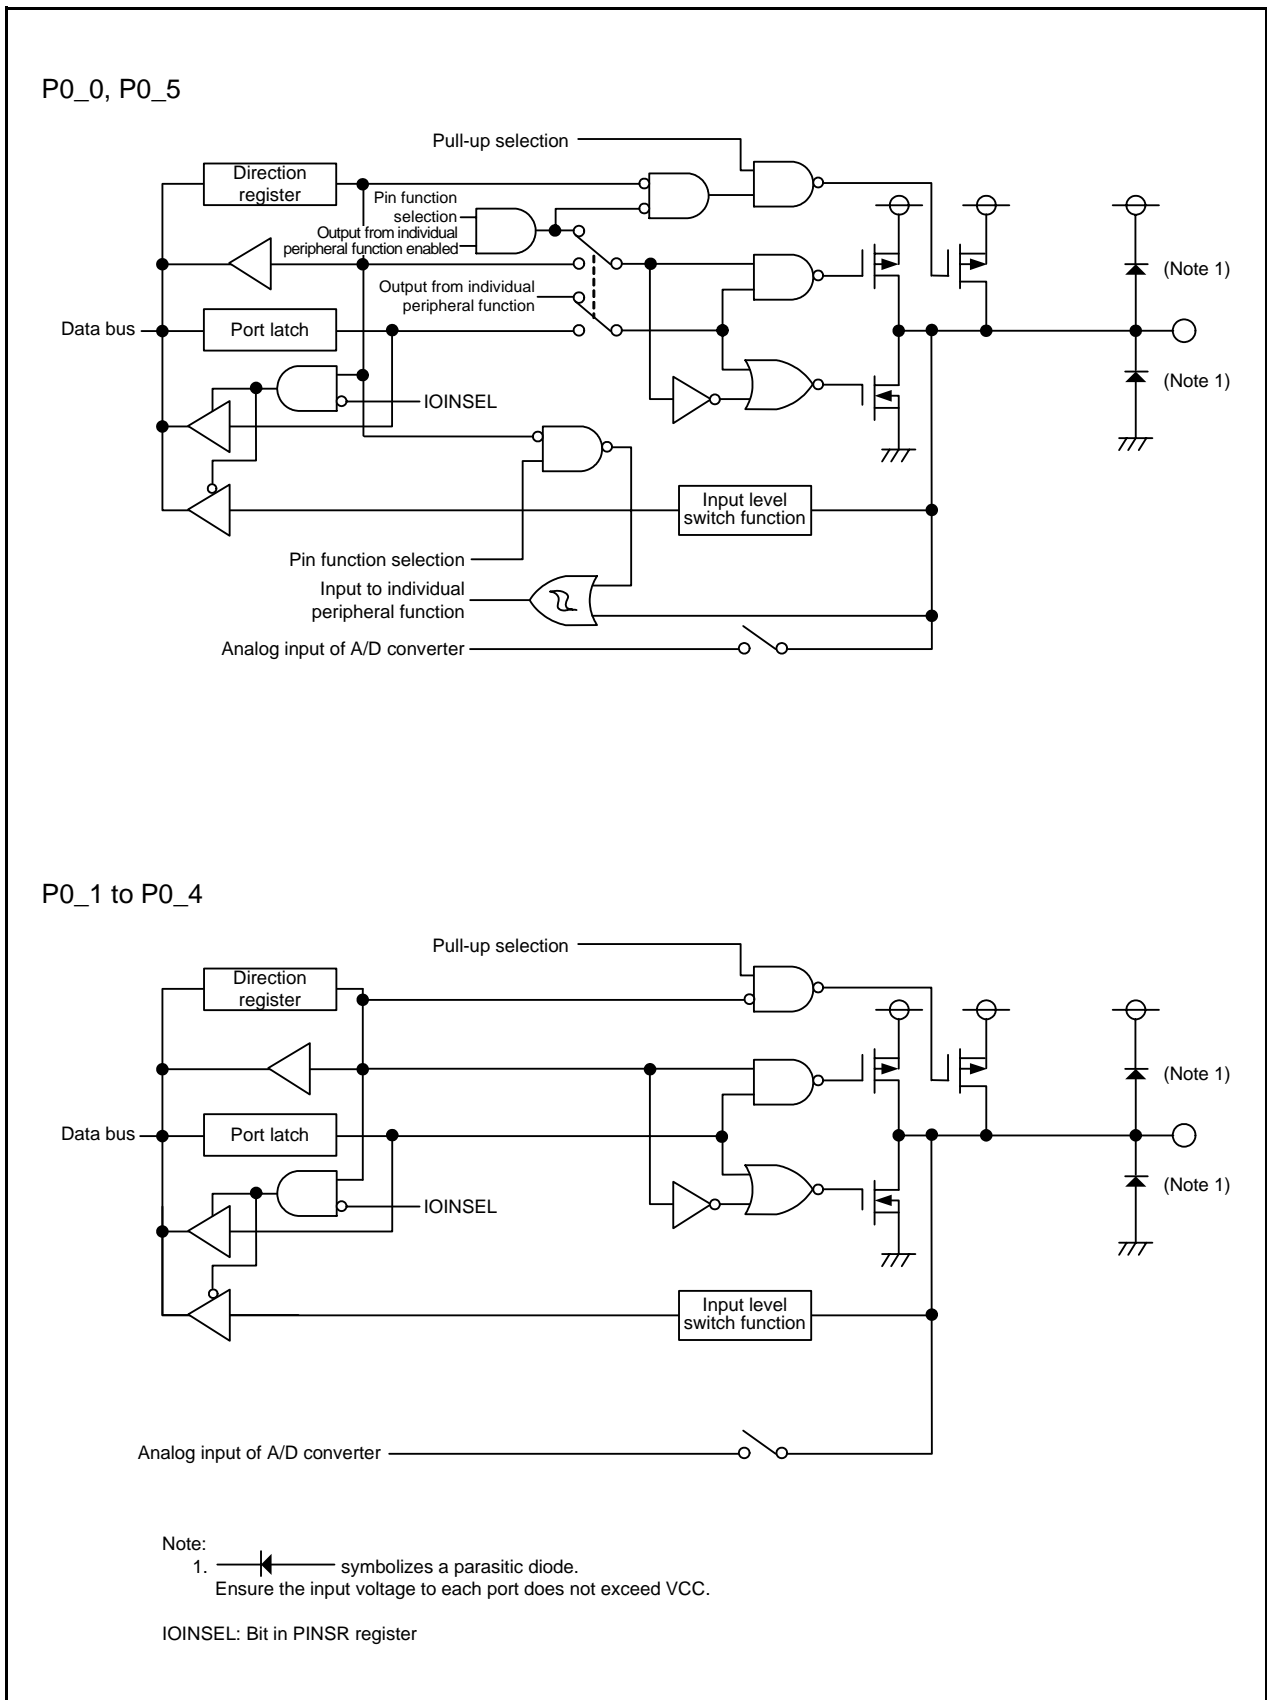 P0_0, P0_5
Pull-up selection
Direction
register
Pin function
selection
Output from individual
peripheral function enabled
(Note 1)
Output from individual
peripheral function
Data bus
Port latch
(Note 1)
IOINSEL
Input level
switch function
Pin function selection
Input to individual
peripheral function
Analog input of A/D converter
P0_1 to P0_4
Pull-up selection
Direction
register
(Note 1)
Data bus
Port latch
(Note 1)
IOINSEL
Input level
switch function
Analog input of A/D converter
Note:
1. symbolizes a parasitic diode.
Ensure the input voltage to each port does not exceed VCC.
IOINSEL: Bit in PINSR register